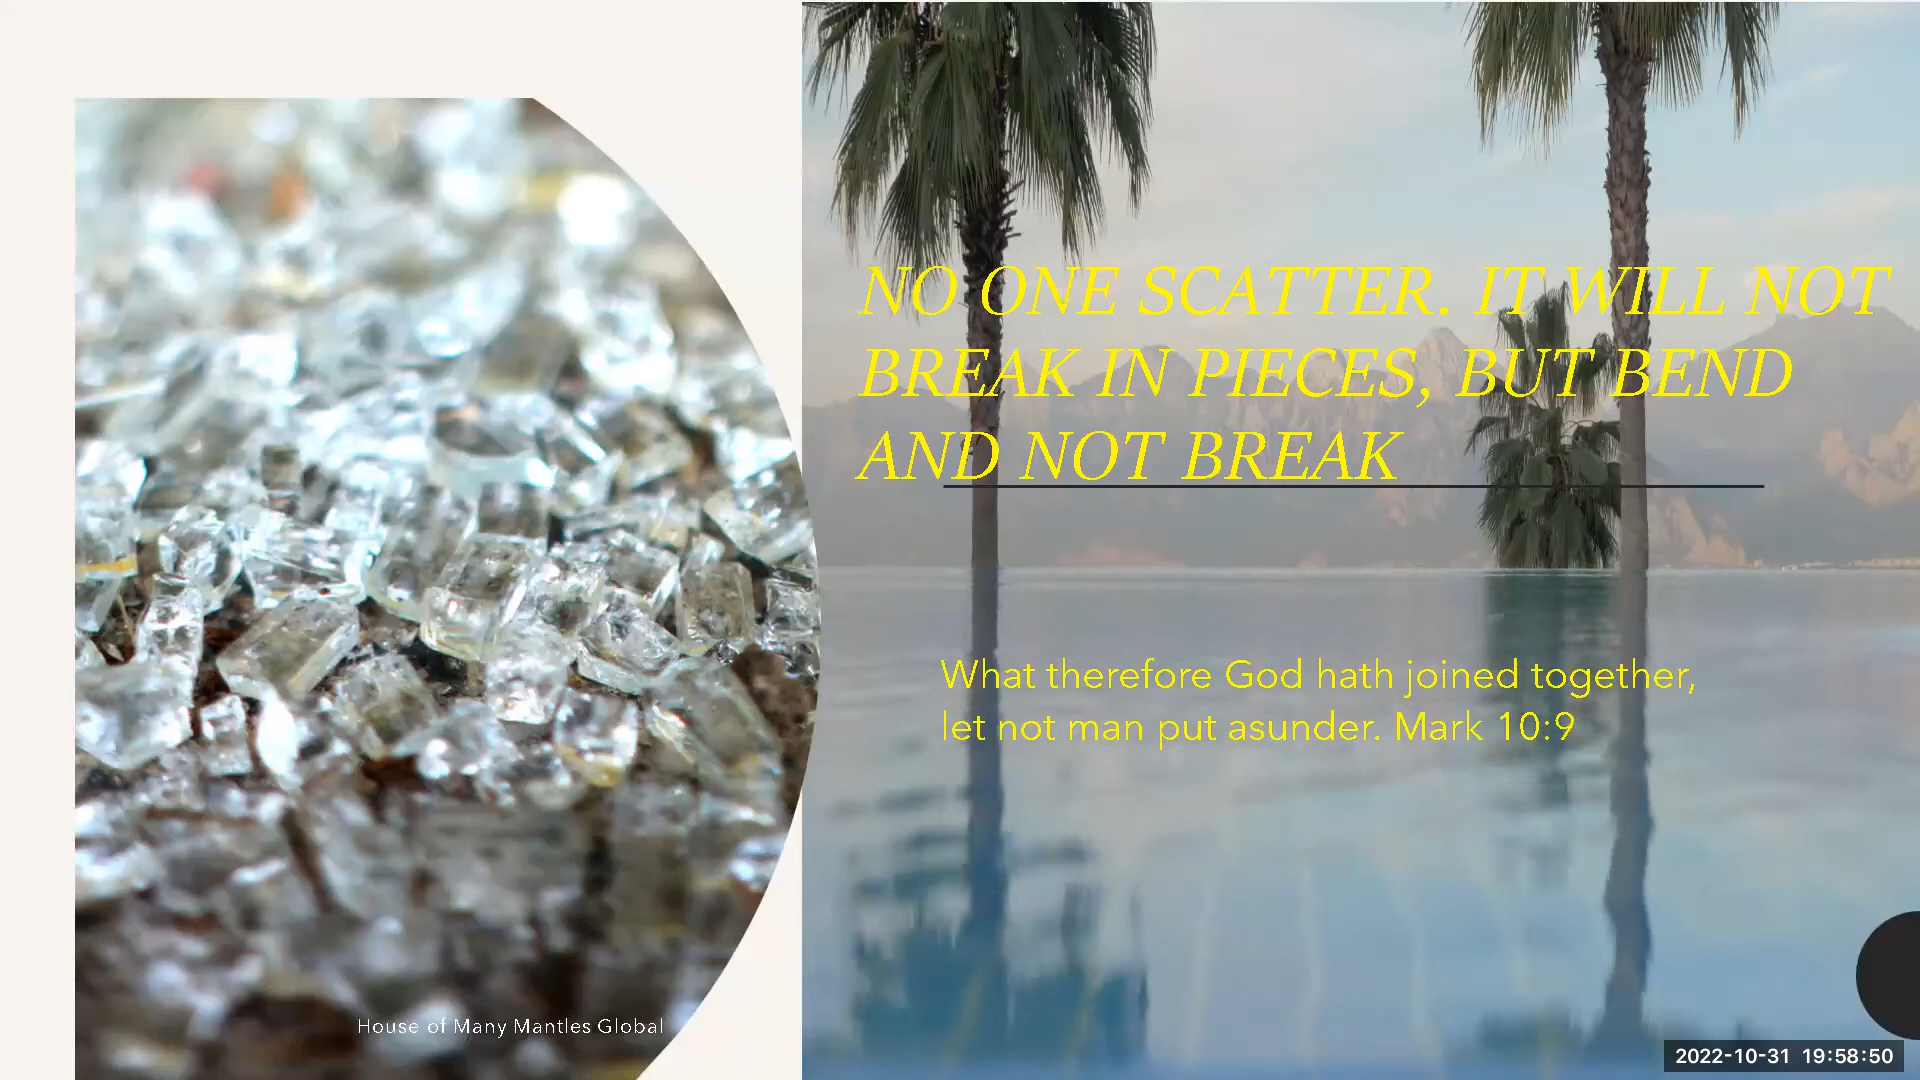 NO ONE SCATTER. IT WILL NOT
BREAK IN PIECES, BUT BEND
AND NOT BREAK
What therefore God hath joined together,
let not man put asunder. Mark 10:9
House of Many Mantles Global
2022-10-31 19:58:50